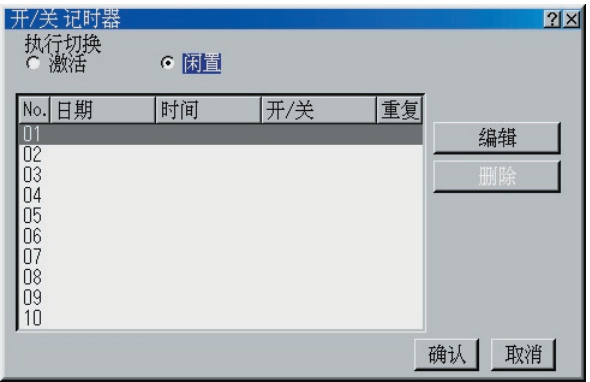 开/关 记时器 ? ×
执行切换
激活 闲置
No. 日期 时间 开/关 重复
01
02
03
04
05
06
07
08
09
10
编辑
删除
确认 取消